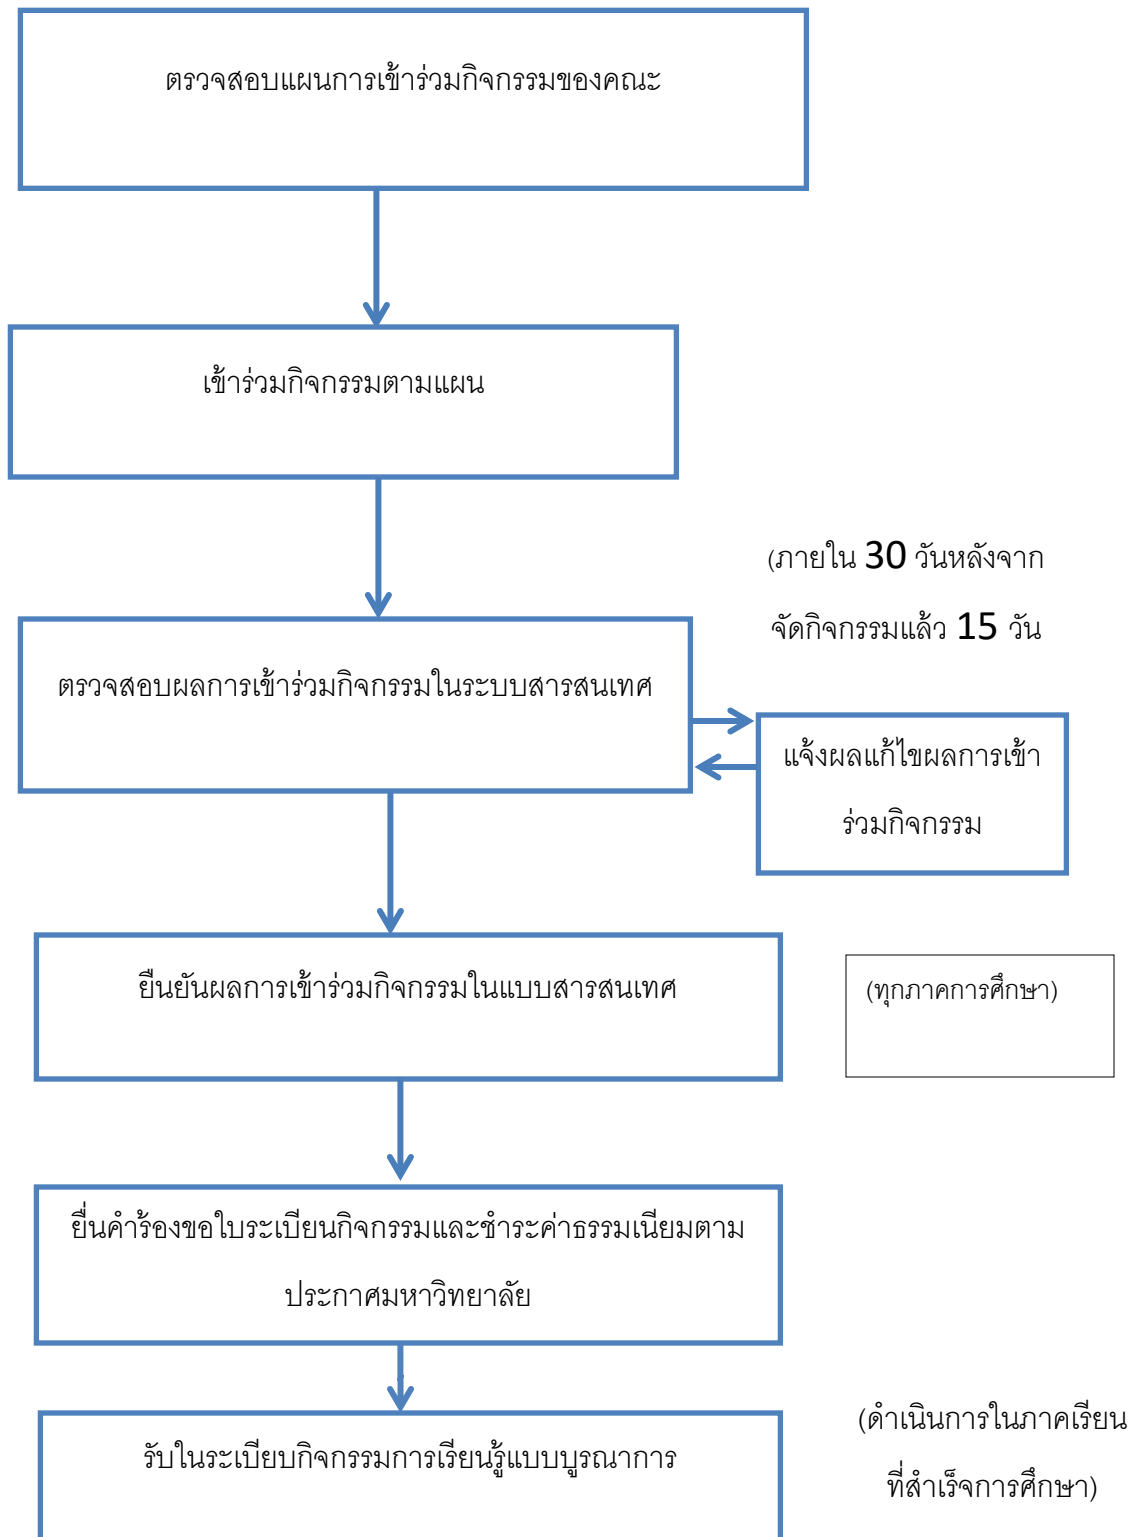 ตรวจสอบแผนการเข้าร่วมกิจกรรมของคณะ
เข้าร่วมกิจกรรมตามแผน
(ภายใน 30 วันหลังจาก
จัดกิจกรรมแล้ว 15 วัน
ตรวจสอบผลการเข้าร่วมกิจกรรมในระบบสารสนเทศ
แจ้งผลแก้ไขผลการเข้า
ร่วมกิจกรรม
ยืนยันผลการเข้าร่วมกิจกรรมในแบบสารสนเทศ
(ทุกภาคการศึกษา)
ยื่นคำร้องขอใบระเบียนกิจกรรมและชำระค่าธรรมเนียมตาม
ประกาศมหาวิทยาลัย
รับในระเบียบกิจกรรมการเรียนรู้แบบบูรณาการ
(ดำเนินการในภาคเรียน
ที่สำเร็จการศึกษา)